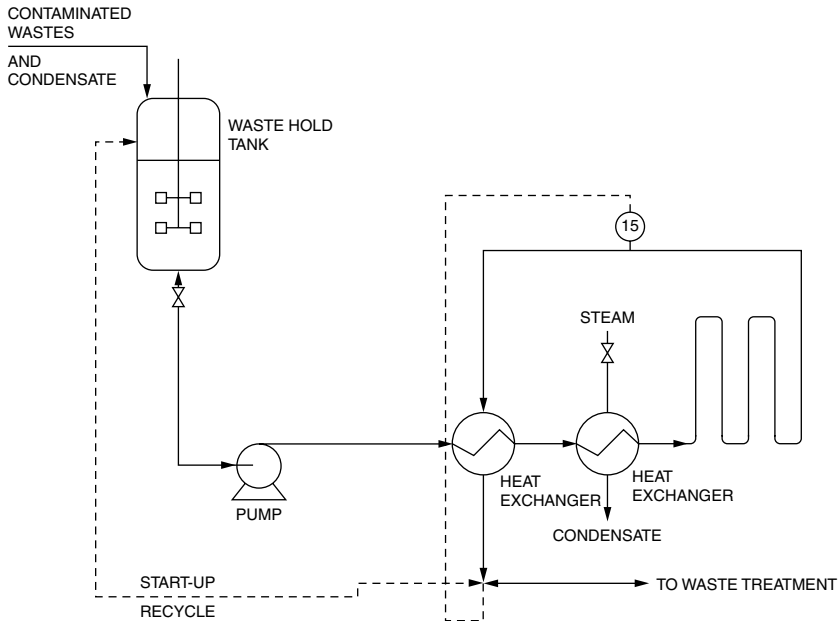 CONTAMINATED
WASTES
AND
CONDENSATE
WASTE HOLD
TANK
15
STEAM
HEAT
EXCHANGER
HEAT
EXCHANGER
PUMP
CONDENSATE
START-UP
RECYCLE
TO WASTE TREATMENT